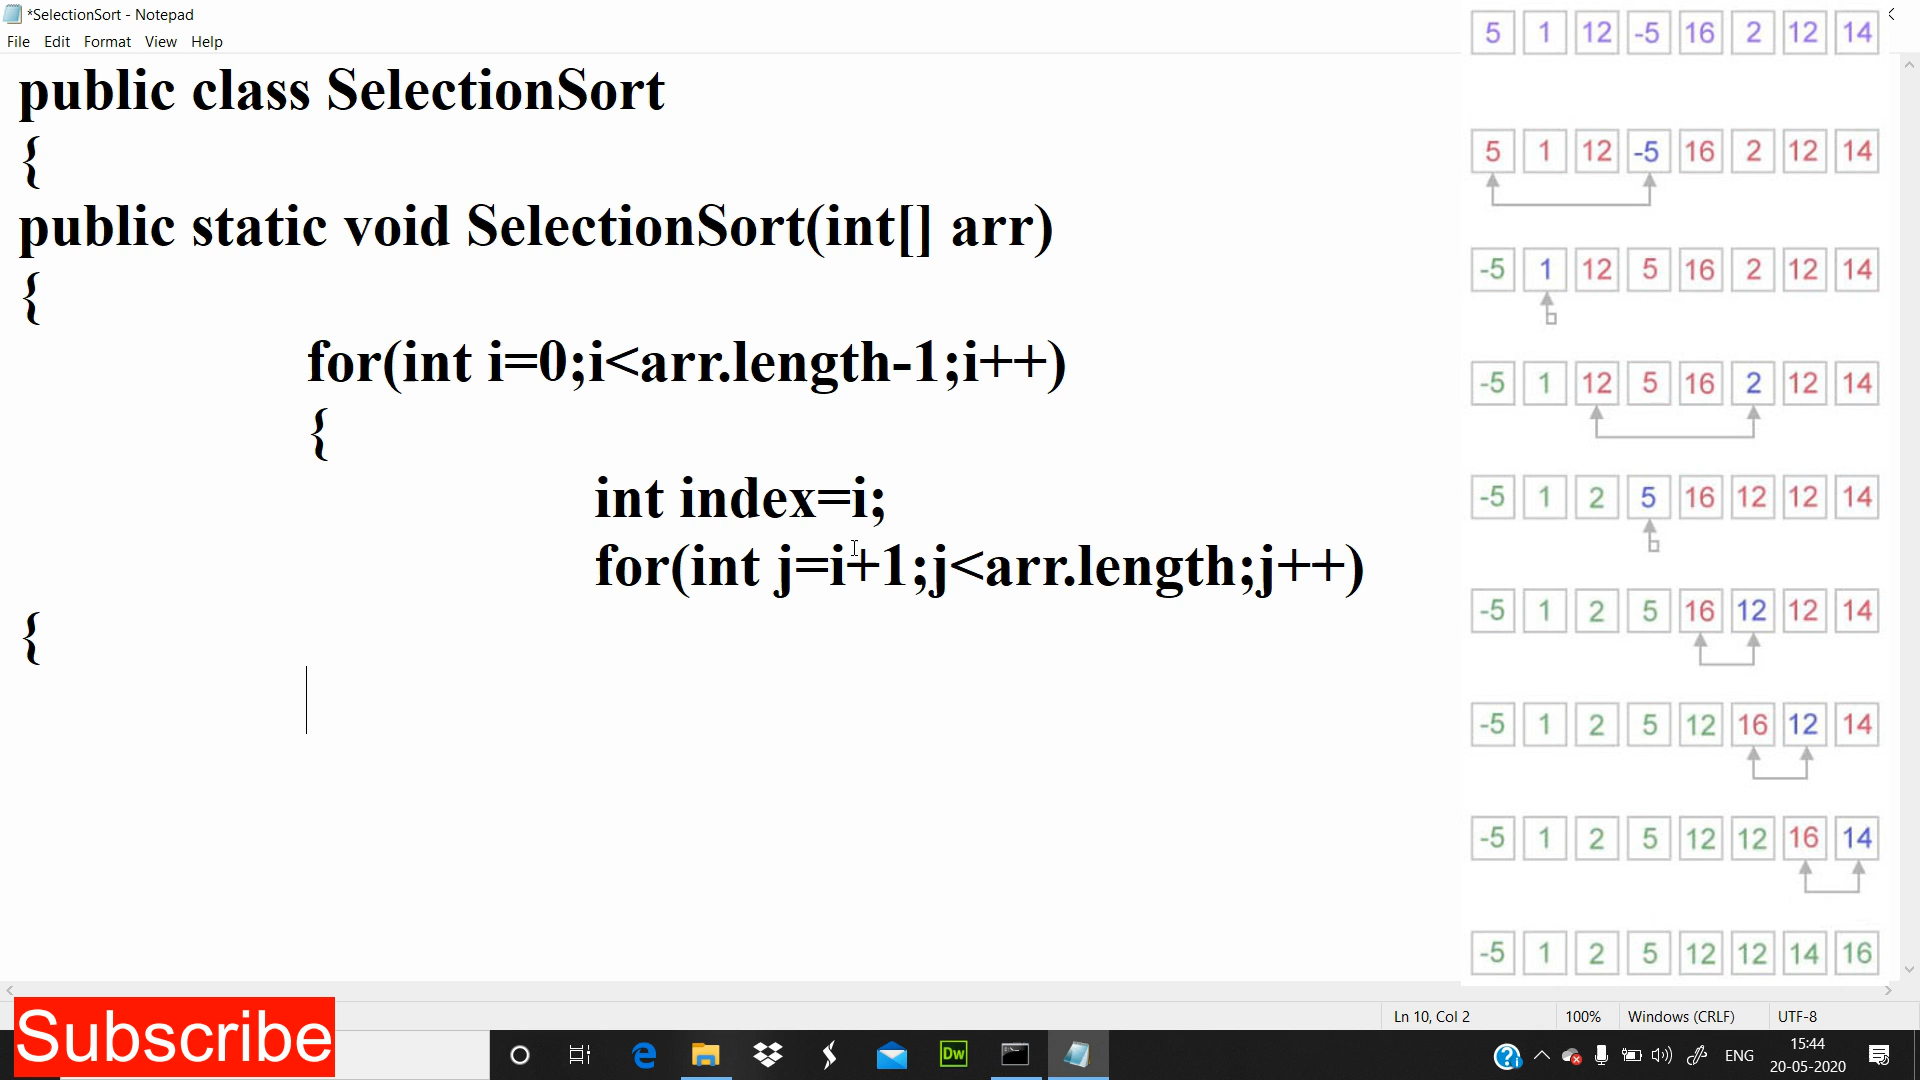 *SelectionSort - Notepad
File Edit Format View Help
public class SelectionSort
{
public static void SelectionSort(int[] arr)
{
for(int i=0;i<arr.length-1;i++)
{
int index=i;
for(int j=i+1;j<arr.length;j++)
{
5 1 12 -5 16 2 12 14
5 1 12 -5 16 2 12 14
-5 1 12 5 16 2 12 14
-5 1 12 5 16 2 12 14
-5 1 2 5 16 12 12 14
-5 1 2 5 16 12 12 14
-5 1 2 5 12 16 12 14
-5 1 2 5 12 12 16 14
-5 1 2 5 12 12 14 16
Ln 10, Col 2 100% Windows (CRLF) UTF-8
Subscribe
Dw
ENG
15:44
20-05-2020